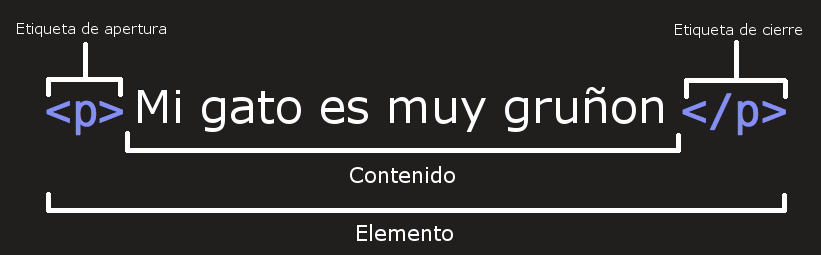 Etiqueta de apertura
Etiqueta de cierre
<p> Mi gato es muy gruñon </p>
Contenido
Elemento